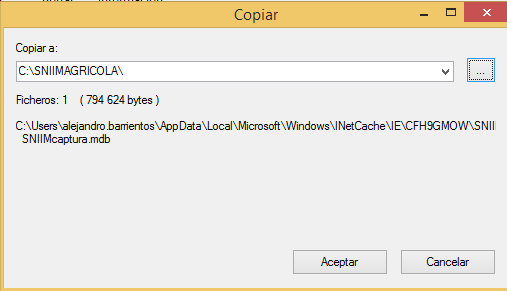 Copiar
Copiar a:
C:\SNIIMAGRICOLA\
...
Ficheros: 1 ( 794 624 bytes )
C:\Users\alejandro.barrientos\AppData\Local\Microsoft\Windows\INetCache\IE\CFH9GMOW\SNII
SNIIMcaptura.mdb
Aceptar Cancelar